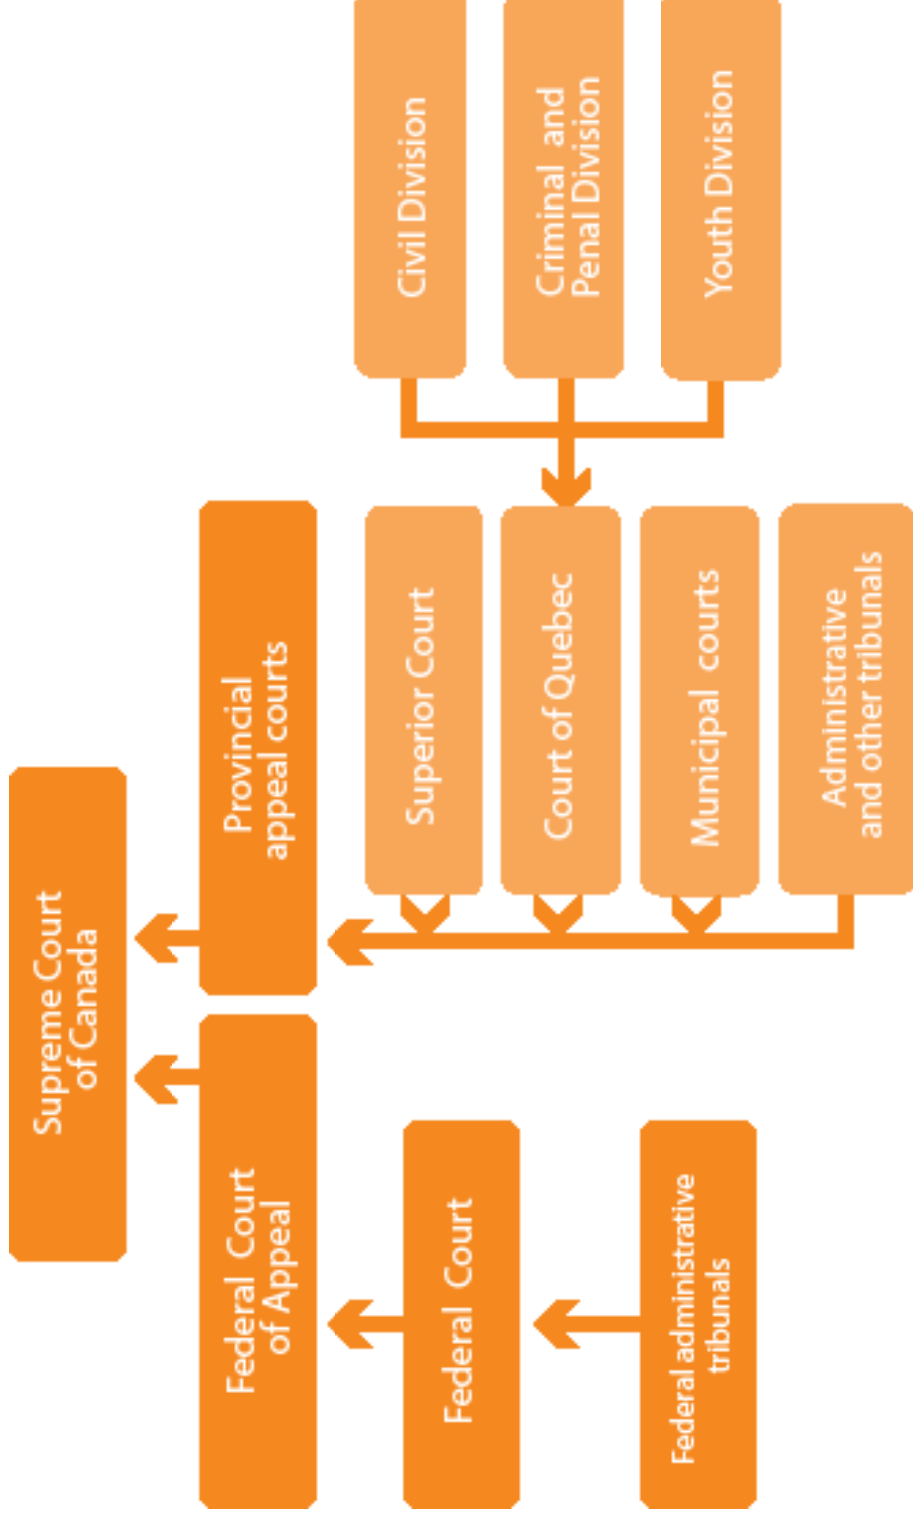 Supreme Court
of Canada
Federal Court
of Appeal
Provincial
appeal courts
Federal Court
Superior Court
Civil Division
Court of Quebec
Criminal and
Penal Division
Federal administrative
tribunals
Municipal courts
Youth Division
Administrative
and other tribunals